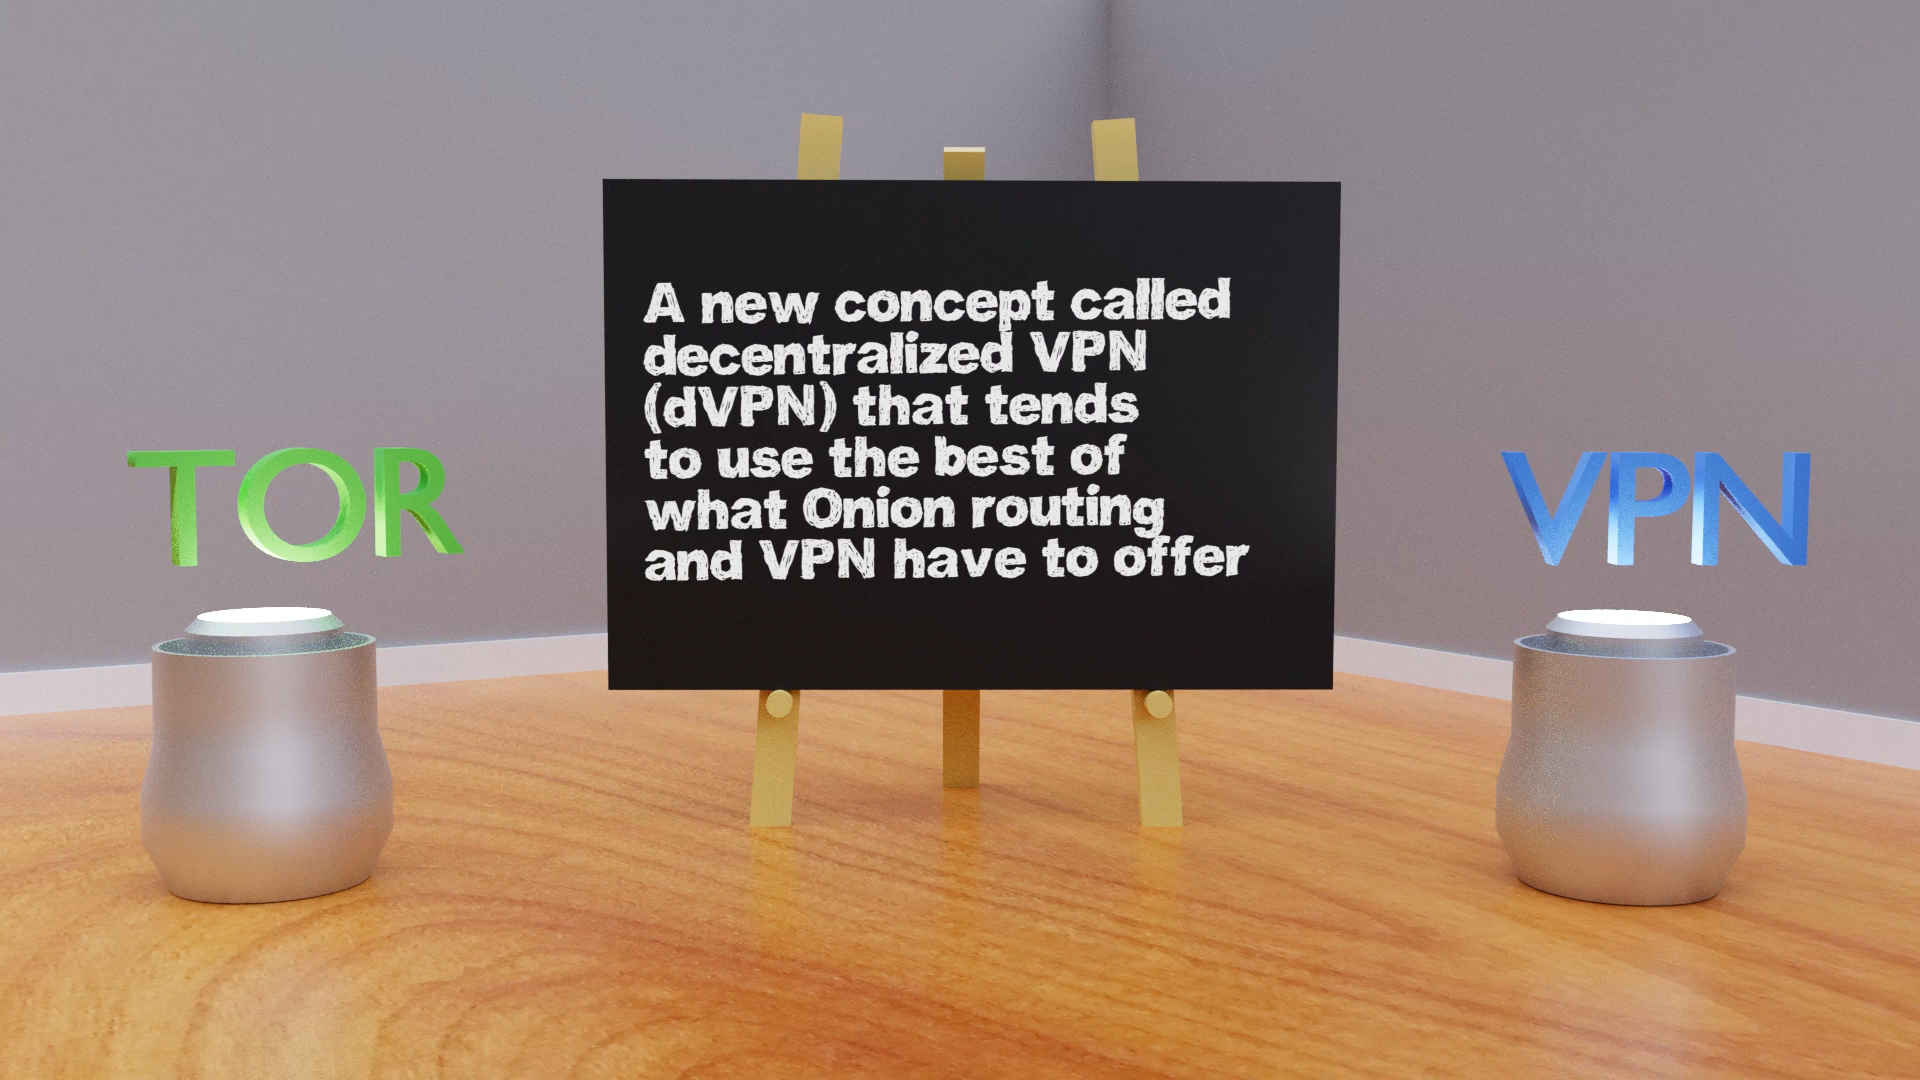 A new concept called
decentralized VPN
(dVPN) that tends
to use the best of
what Onion routing
and VPN have to offer
TOR
VPN